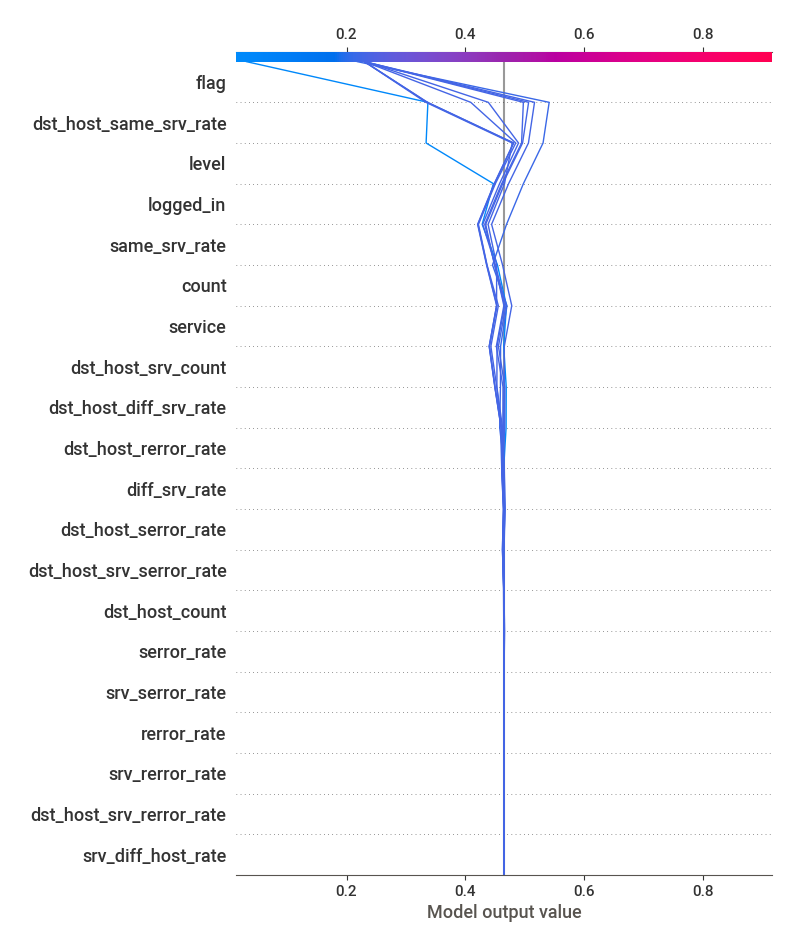 0.2 0.4 0.6 0.8
flag
dst_host_same_srv_rate
level
logged_in
same_srv_rate
count
service
dst_host_srv_count
dst_host_diff_srv_rate
dst_host_rerror_rate
diff_srv_rate
dst_host_serror_rate
dst_host_srv_serror_rate
dst_host_count
serror_rate
srv_serror_rate
rerror_rate
srv_rerror_rate
dst_host_srv_rerror_rate
srv_diff_host_rate
0.2 0.4 0.6 0.8
Model output value